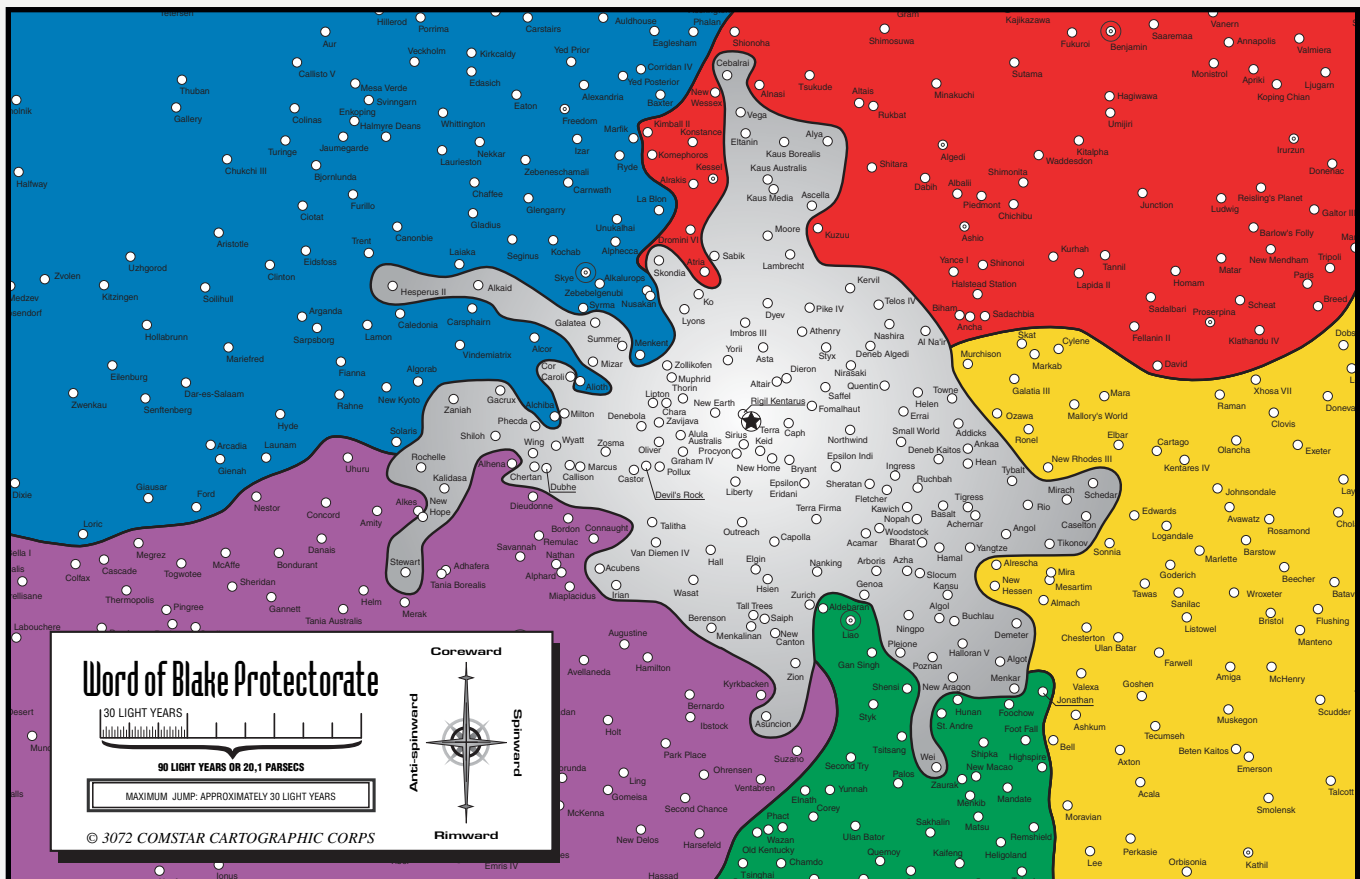 Hillerod
Pomma
Carstairs
Auldhouse
Phalan
Eaglesham
Shionoha
Gram
Shimosuwa
Kajikazawa
Fukuroi
Benjamin
Saaremaa
Vanern
Annapolis
Valmiera
Aur
Veckholm
Kirkcaldy
Yed Prior
Corridan IV
Cebalrai
Callisto V
Edasich
Yed Posterior
Tsukude
Sutama
Monistrol
Apriki
Ljugarn
Koping Chian
Thuban
Mesa Verde
Svinngarn
Eaton
Alexandria
Baxter
New
Wessex
Alnasi
Altais
Rukbat
Minakuchi
Hagiwawa
Gallery
Colinas
Enkoping
Halmyre Deans
Whittington
Freedom
Marfik
Kimball II
Konstance
Vega
Umijiri
Turinge
Jaumegarde
Nekkar
Izar
Eltanin
Alya
Algedi
Kitalpha
Irurzun
Laurieston
Ryde
Komephoros
Kaus Borealis
Waddesdon
Halfway
Chukchi III
Bjornlunda
Zebeneschamali
Kessel
Kaus Australis
Shitara
Donenac
Chaffee
Carnwath
Alrakis
Kaus Media
Dabih
Albalii
Shimonita
Furillo
Glengarry
La Blon
Ascella
Piedmont
Chichibu
Junction
Ludwig
Reisling's Planet
Ciotat
Gladius
Unukalhai
Galtor III
Aristotle
Canonbie
Kochab
Alphecca
Dromini VI
Moore
Kuzuu
Ashio
Barlow's Folly
Eidsfoss
Trent
Laiaka
Seginus
Atria
Sabik
Lambrecht
Yance I
Shinonoi
Kurhah
Tannil
Matar
New Mendham
Tripoli
Uzhgorod
Clinton
Skye
Alkalurops
Skondia
Zvolen
Kitzingen
Sollihull
Hesperus II
Alkaid
Zebebelgenubi
Nusakan
Ko
Kervil
Halstead Station
Lapida II
Homam
Paris
Medzev
Syrma
Lyons
Dyev
Pike IV
Telos IV
Biham
Sadachbia
Sadalbari
Scheat
Breed
Arganda
Caledonia
Carsphairn
Galatea
Imbros III
Athenry
Nashira
Al Na'ir
Ancha
Proserpina
Hollabrunn
Sarpsborg
Lamon
Summer
Menkent
Yorii
Asta
Styx
Deneb Algedi
Murchison
Skat
Cylene
Markab
Fellanin II
Klathandu IV
Mariefred
Vindemiatrix
Alcor
Mizar
Zollikofen
Dieron
Nirasaki
David
Ellenburg
Fianna
Algorab
Cor
Caroli
Muphrid
Thorin
Altair
Saffel
Quentin
Towne
Galatia III
Mara
Xhosa VII
Zwenkau
Dar-es-Salaam
Senftenberg
Rahne
New Kyoto
Gacrux
Alioth
Lipton
New Earth
Rigil Kentarus
Fomalhaut
Helen
Mallory's World
Raman
Zaniah
Alchiba
Milton
Chara
Zavijava
Errai
Ozawa
Clovis
Hyde
Phecda
Denebola
Terra
Caph
Northwind
Small World
Addicks
Ronel
Elbar
Arcadia
Launam
Solaris
Shiloh
Wing
Wyatt
Zosma
Alula
Australis
Sirius
Keid
Ankaa
Deneb Kaitos
Cartago
Olancha
Exeter
Gienah
Uhuru
Rochelle
Oliver
Procyon
Epsilon Indi
Hean
New Rhodes III
Kentares IV
Alhena
Chertan
Callison
Marcus
Castor
Graham IV
Pollux
New Home
Bryant
Ingress
Tybalt
Dixie
Glausar
Ford
Kalidasa
Dubhe
Devil's Rock
Liberty
Epsilon
Eridani
Sheratan
Fletcher
Ruchbah
Mirach
Schedar
Johnsondale
Nestor
Concord
Alkes
New
Hope
Dieudonne
Kawich
Tigress
Rio
Edwards
Avawatz
Amity
Bordon
Connaught
Talitha
Outreach
Terra Firma
Nopah
Basalt
Achernar
Caselton
Logandale
Rosamond
Loric
Danais
Remulac
Woodstock
Angol
Megrez
McAffe
Bondurant
Savannah
Nathan
Van Diemen IV
Capolla
Acamar
Bharat
Yangtze
Tikonov
Sonnia
Barstow
Colfax
Cascade
Togwotee
Stewart
Adhafera
Hall
Elgin
Hamal
Marlette
Thermopolis
Sheridan
Tania Borealis
Alphard
Acubens
Hsien
Nanking
Arboris
Azha
Alrescha
Mira
Goderich
Beecher
Pingree
Gannett
Helm
Miaplacidus
Irian
Wasat
Genoa
Slocum
Kansu
New
Hessen
Mesartim
Tawas
Wroxeter
Tania Australis
Merak
Zurich
Aldebaran
Algol
Almach
Sanilac
Labouchere
Augustine
Berenson
Tall Trees
Saiph
Ningpo
Buchlau
Listowel
Bristol
Flushing
Menkalinan
New
Canton
Liao
Demeter
Chesterton
Manteno
Avellaneda
Hamilton
Gan Singh
Pleione
Halloran V
Ulan Batar
Zion
Poznan
Algot
Farwell
Kyrkbacken
Shensi
New Aragon
Menkar
Valexa
Goshen
Amiga
McHenry
Bernardo
Styk
Hunan
Foochow
Jonathan
Holt
Ibstock
Asuncion
St. Andre
Ashkum
Tecumseh
Muskegon
Scudder
Tsitsang
Foot Fall
Park Place
Suzano
Wei
Shipka
Highspire
Bell
Axton
Beten Kaitos
Ling
Ohrensen
Second Try
Palos
New Macao
Emerson
Gomeisa
Ventabren
Zaurak
Acala
Talcott
McKenna
Second Chance
Elnath
Yunnah
Menkib
Mandate
Smolensk
Corey
Moravian
New Delos
Harsefeld
Phact
Wazan
Ulan Bator
Sakhalin
Matsu
Remshield
Perkasie
Old Kentucky
Quemoy
Kaifeng
Heligoland
Lee
Kathil
Emris IV
Hassad
Tsinghai
Chamdo
Orbisonia
Ionus
Word of Blake Protectorate
30 LIGHT YEARS
90 LIGHT YEARS OR 20,1 PARSECS
MAXIMUM JUMP: APPROXIMATELY 30 LIGHT YEARS
© 3072 COMSTAR CARTOGRAPHIC CORPS
Coreward
Anti-spinward
Spinward
Rimward